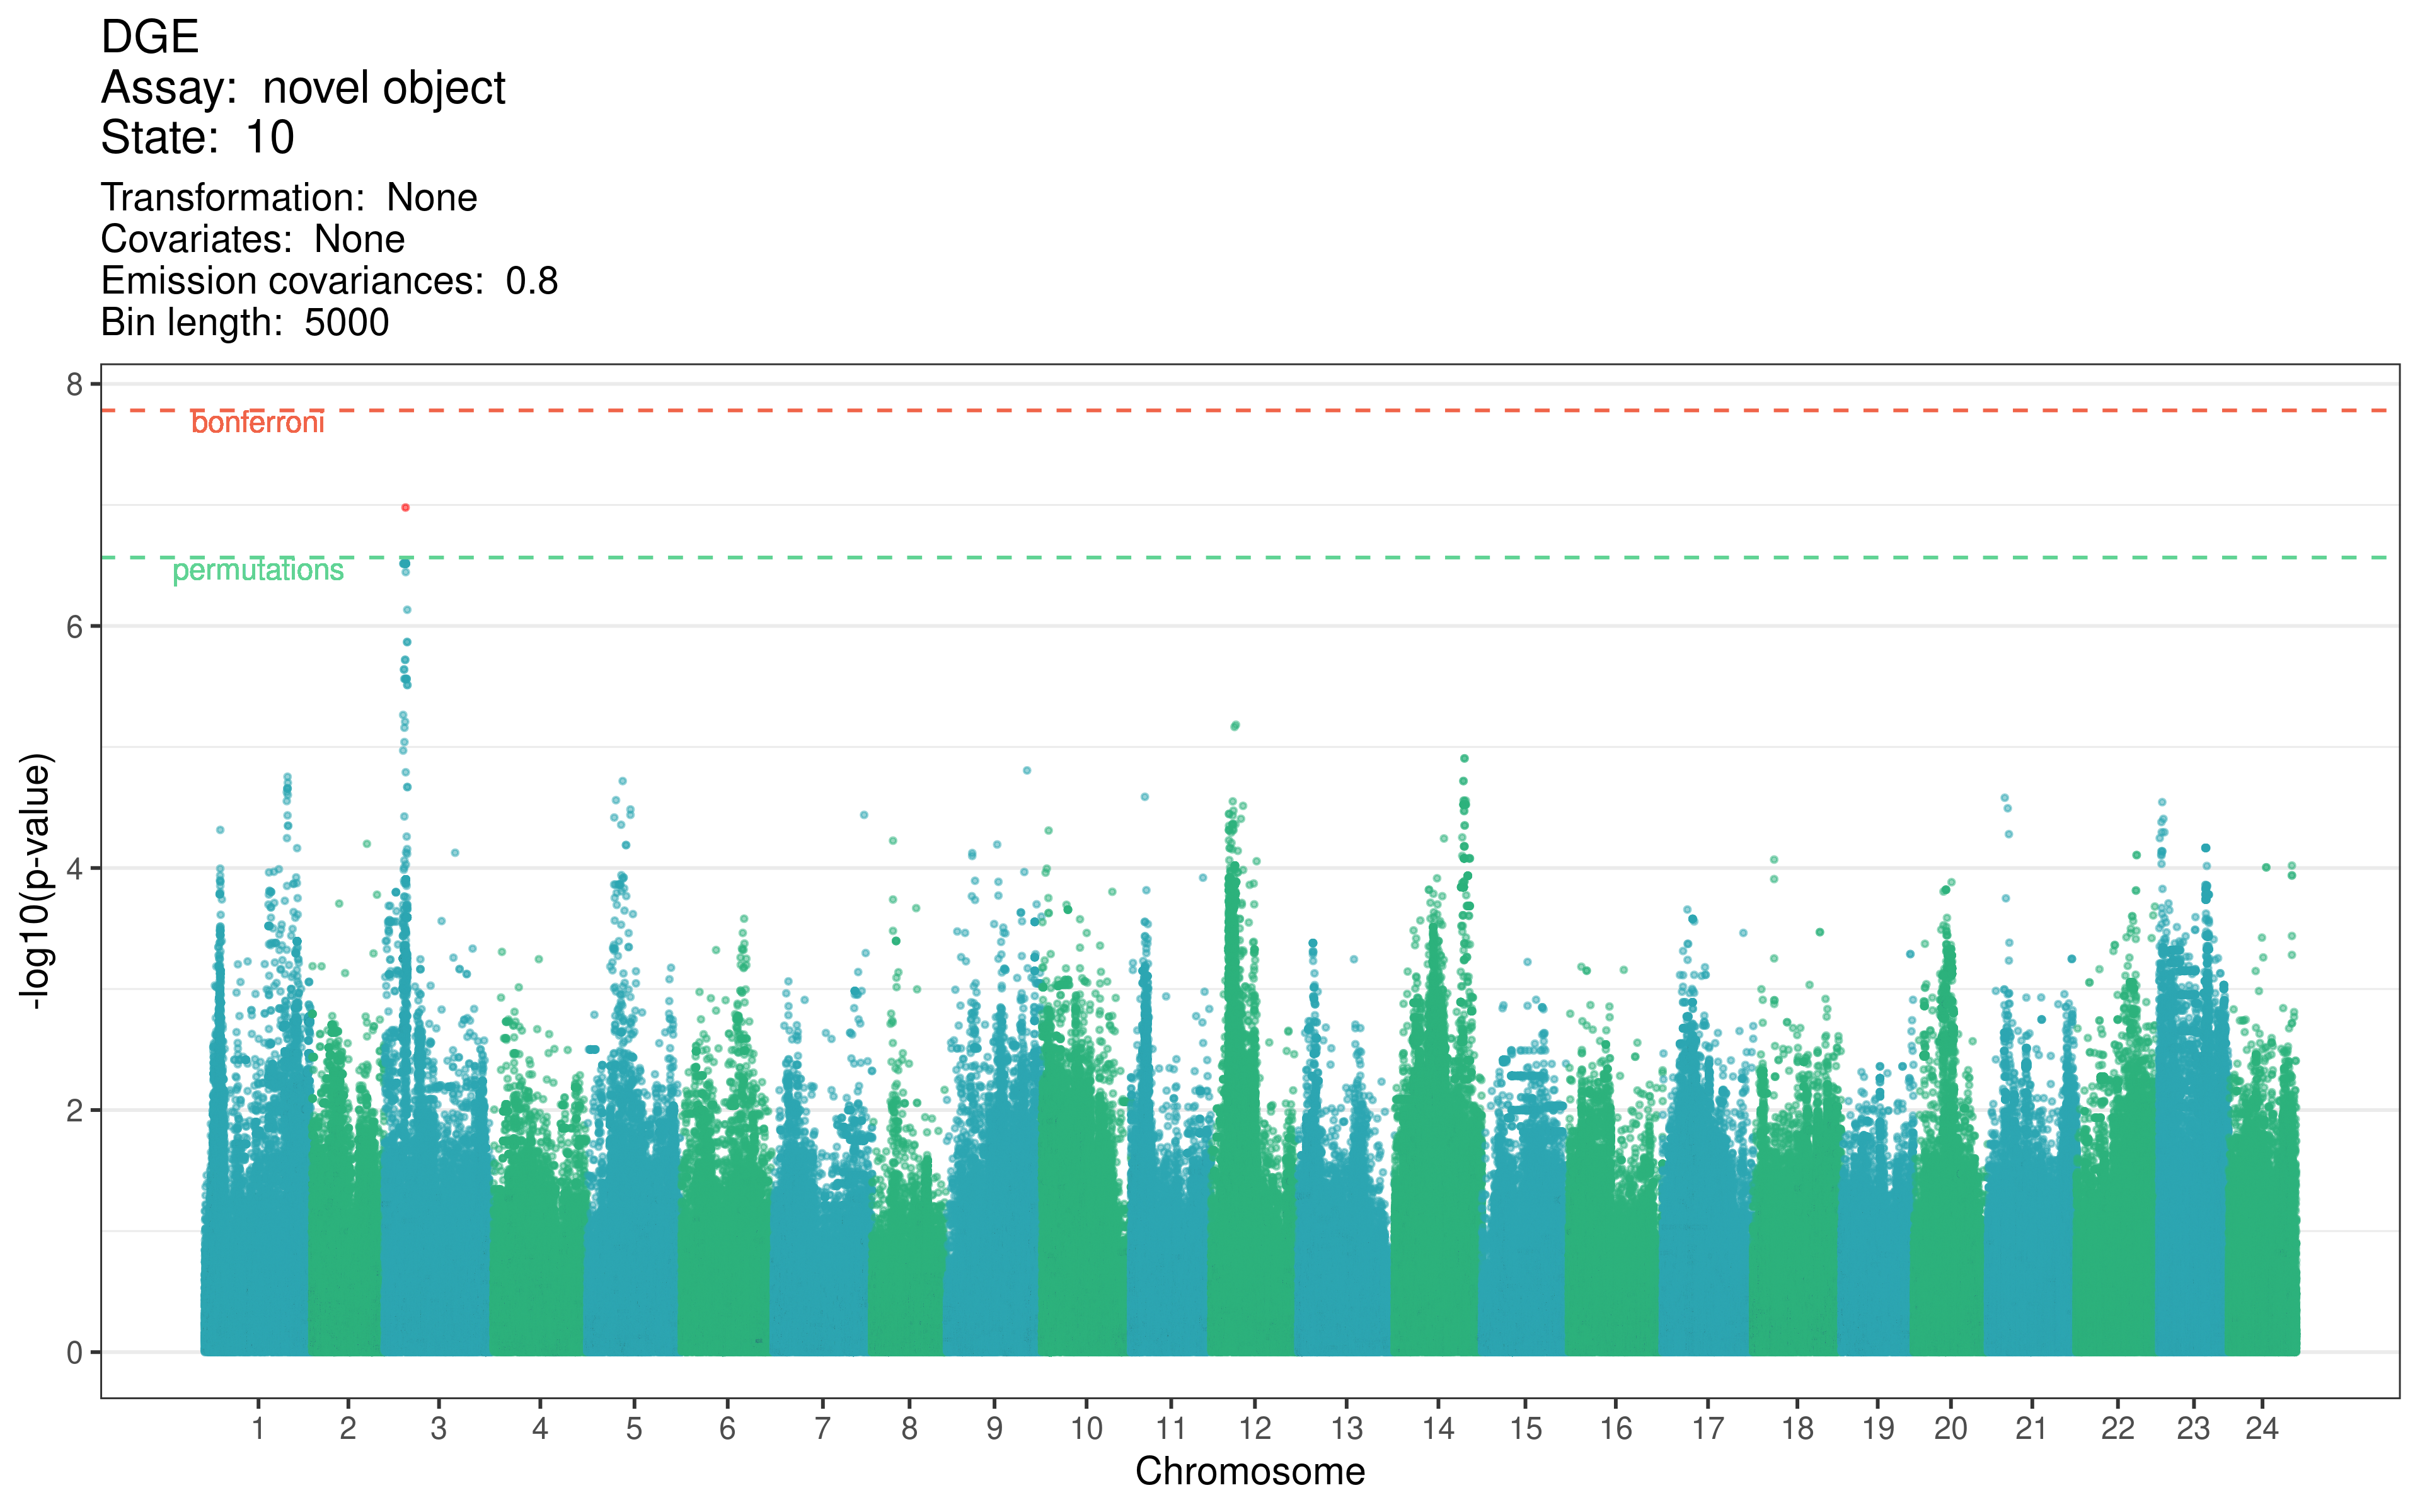 DGE
Assay:  novel object
State:  10
Transformation:  None
Covariates:  None
Emission covariances:  0.8
Bin length:  5000
8
bonferroni
permutations
6
4
2
0
-log10(p-value)
1 2 3 4 5 6 7 8 9 10 11 12 13 14 15 16 17 18 19 20 21 22 23 24
Chromosome